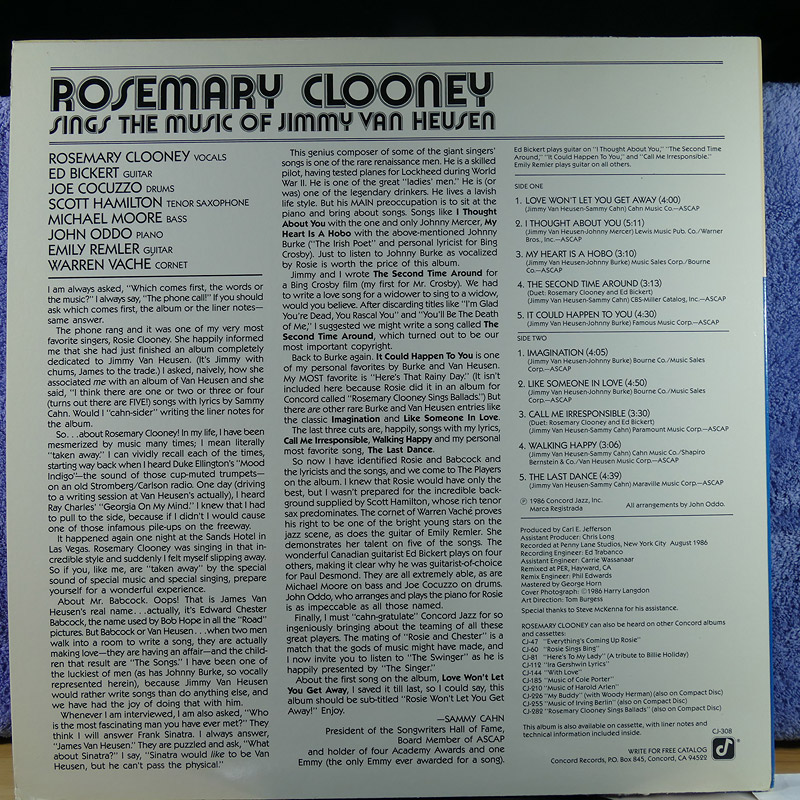 ROSEMARY CLOONEY
SINGS THE MUSIC OF JIMMY VAN HEUSEN
ROSEMARY CLOONEY VOCALS
ED BICKERT GUITAR
JOE COCUZZO DRUMS
SCOTT HAMILTON TENOR SAXOPHONE
MICHAEL MOORE BASS
JOHN ODDO PIANO
EMILY REMLER GUITAR
WARREN VACHE CORNET
I am always asked, "Which comes first, the words or
the music?" I always say, "The phone call!" If you should
ask which comes first, the album or the liner notes—
same answer.
The phone rang and it was one of my very most
favorite singers, Rosie Clooney. She happily informed
me that she had just finished an album completely
dedicated to Jimmy Van Heusen. (It's Jimmy with
chums, James to the trade.) I asked, naively, how she
associated me with an album of Van Heusen and she
said, "I think there are one or two or three or four
(turns out there are FIVE!) songs with lyrics by Sammy
Cahn. Would I "cahn-sider" writing the liner notes for
the album.
So. . .about Rosemary Clooney! In my life, I have been
mesmerized by music many times; I mean literally
"taken away." I can vividly recall each of the times,
starting way back when I heard Duke Ellington's "Mood
Indigo"—the sound of those cup-muted trumpets—
on an old Stromberg/Carlson radio. One day (driving
to a writing session at Van Heusen's actually), I heard
Ray Charles' "Georgia On My Mind." I knew that I had
to pull to the side, because if I didn't I would cause
one of those infamous pile-ups on the freeway.
It happened again one night at the Sands Hotel in
Las Vegas. Rosemary Clooney was singing in that in-
credible style and suddenly I felt myself slipping away.
So if you, like me, are "taken away" by the special
sound of special music and special singing, prepare
yourself for a wonderful experience.
About Mr. Babcock. Oops! That is James Van
Heusen's real name. . .actually, it's Edward Chester
Babcock, the name used by Bob Hope in all the "Road"
pictures. But Babcock or Van Heusen. . .when two men
walk into a room to write a song, they are actually
making love—they are having an affair—and the child-
ren that result are "The Songs." I have been one of
the luckiest of men (as has Johnny Burke, so vocally
represented herein), because Jimmy Van Heusen
would rather write songs than do anything else, and
we have had the joy of doing that with him.
Whenever I am interviewed, I am also asked, "Who
is the most fascinating man you have ever met?" They
think I will answer Frank Sinatra. I always answer,
"James Van Heusen." They are puzzled and ask, "What
about Sinatra?" I say, "Sinatra would like to be Van
Heusen, but he can't pass the physical."
This genius composer of some of the giant singers'
songs is one of the rare renaissance men. He is a skilled
pilot, having tested planes for Lockheed during World
War II. He is one of the great "ladies' men." He is (or
was) one of the legendary drinkers. He lives a lavish
life style. But his MAIN preoccupation is to sit at the
piano and bring about songs. Songs like I Thought
About You with the one and only Johnny Mercer, My
Heart Is A Hobo with the above-mentioned Johnny
Burke ("The Irish Poet" and personal lyricist for Bing
Crosby). Just to listen to Johnny Burke as vocalized
by Rosie is worth the price of this album.
Jimmy and I wrote The Second Time Around for
a Bing Crosby film (my first for Mr. Crosby). We had
to write a love song for a widower to sing to a widow,
would you believe. After discarding titles like "I'm Glad
You're Dead, You Rascal You" and "You'll Be The Death
of Me," I suggested we might write a song called The
Second Time Around, which turned out to be our
most important copyright.
Back to Burke again. It Could Happen To You is one
of my personal favorites by Burke and Van Heusen.
My MOST favorite is "Here's That Rainy Day." (It isn't
included here because Rosie did it in an album for
Concord called "Rosemary Clooney Sings Ballads.") But
there are other rare Burke and Van Heusen entries like
the classic Imagination and Like Someone In Love.
The last three cuts are, happily, songs with my lyrics,
Call Me Irresponsible, Walking Happy and my personal
most favorite song, The Last Dance.
So now I have identified Rosie and Babcock and
the lyricists and the songs, and we come to The Players
on the album. I knew that Rosie would have only the
best, but I wasn't prepared for the incredible back-
ground supplied by Scott Hamilton, whose rich tenor
sax predominates. The cornet of Warren Vaché proves
his right to be one of the bright young stars on the
jazz scene, as does the guitar of Emily Remler. She
demonstrates her talent on five of the songs. The
wonderful Canadian guitarist Ed Bickert plays on four
others, making it clear why he was guitarist-of-choice
for Paul Desmond. They are all extremely able, as are
Michael Moore on bass and Joe Cocuzzo on drums.
John Oddo, who arranges and plays the piano for Rosie
is as impeccable as all those named.
Finally, I must "cahn-gratulate" Concord Jazz for so
ingeniously bringing about the teaming of all these
great players. The mating of "Rosie and Chester" is a
match that the gods of music might have made, and
I now invite you to listen to "The Swinger" as he is
happily presented by "The Singer."
About the first song on the album, Love Won't Let
You Get Away, I saved it till last, so I could say, this
album should be sub-titled "Rosie Won't Let You Get
Away!" Enjoy.
—SAMMY CAHN
President of the Songwriters Hall of Fame,
Board Member of ASCAP
and holder of four Academy Awards and one
Emmy (the only Emmy ever awarded for a song).
Ed Bickert plays guitar on "I Thought About You," "The Second Time
Around," "It Could Happen To You," and "Call Me Irresponsible."
Emily Remler plays guitar on all others.
SIDE ONE
1. LOVE WON'T LET YOU GET AWAY (4:00)
(Jimmy Van Heusen-Sammy Cahn) Cahn Music Co.—ASCAP
2. I THOUGHT ABOUT YOU (5:11)
(Jimmy Van Heusen-Johnny Mercer) Lewis Music Pub. Co./Warner
Bros., Inc.—ASCAP
3. MY HEART IS A HOBO (3:10)
(Jimmy Van Heusen-Johnny Burke) Music Sales Corp./Bourne
Co.—ASCAP
4. THE SECOND TIME AROUND (3:13)
(Duet: Rosemary Clooney and Ed Bickert)
(Jimmy Van Heusen-Sammy Cahn) CBS-Miller Catalog, Inc.—ASCAP
5. IT COULD HAPPEN TO YOU (4:30)
(Jimmy Van Heusen-Johnny Burke) Famous Music Corp.—ASCAP
SIDE TWO
1. IMAGINATION (4:05)
(Jimmy Van Heusen-Johnny Burke) Bourne Co./Music Sales
Corp.—ASCAP
2. LIKE SOMEONE IN LOVE (4:50)
(Jimmy Van Heusen-Johnny Burke) Bourne Co./Music Sales
Corp.—ASCAP
3. CALL ME IRRESPONSIBLE (3:30)
(Duet: Rosemary Clooney and Ed Bickert)
(Jimmy Van Heusen-Sammy Cahn) Paramount Music Corp.—ASCAP
4. WALKING HAPPY (3:06)
(Jimmy Van Heusen-Sammy Cahn) Cahn Music Co./Shapiro
Bernstein & Co./Van Heusen Music Corp.—ASCAP
5. THE LAST DANCE (4:39)
(Jimmy Van Heusen-Sammy Cahn) Maraville Music Corp.—ASCAP
℗ 1986 Concord Jazz, Inc.
Marca Registrada All arrangements by John Oddo.
Produced by Carl E. Jefferson
Assistant Producer: Chris Long
Recorded at Penny Lane Studios, New York City August 1986
Recording Engineer: Ed Trabanco
Assistant Engineer: Carrie Wassanaar
Remixed at PER, Hayward, CA
Remix Engineer: Phil Edwards
Mastered by George Horn
Cover Photograph: ©1986 Harry Langdon
Art Direction: Tom Burgess
Special thanks to Steve McKenna for his assistance.
ROSEMARY CLOONEY can also be heard on other Concord albums
and cassettes:
CJ-47 "Everything's Coming Up Rosie"
CJ-60 "Rosie Sings Bing"
CJ-81 "Here's To My Lady" (A tribute to Billie Holiday)
CJ-112 "Ira Gershwin Lyrics"
CJ-144 "With Love"
CJ-185 "Music of Cole Porter"
CJ-210 "Music of Harold Arlen"
CJ-226 "My Buddy" (with Woody Herman) (also on Compact Disc)
CJ-255 "Music of Irving Berlin" (also on Compact Disc)
CJ-282 "Rosemary Clooney Sings Ballads" (also on Compact Disc)
This album is also available on cassette, with liner notes and
technical information included inside.
CJ-308
WRITE FOR FREE CATALOG
Concord Records, P.O. Box 845, Concord, CA 94522